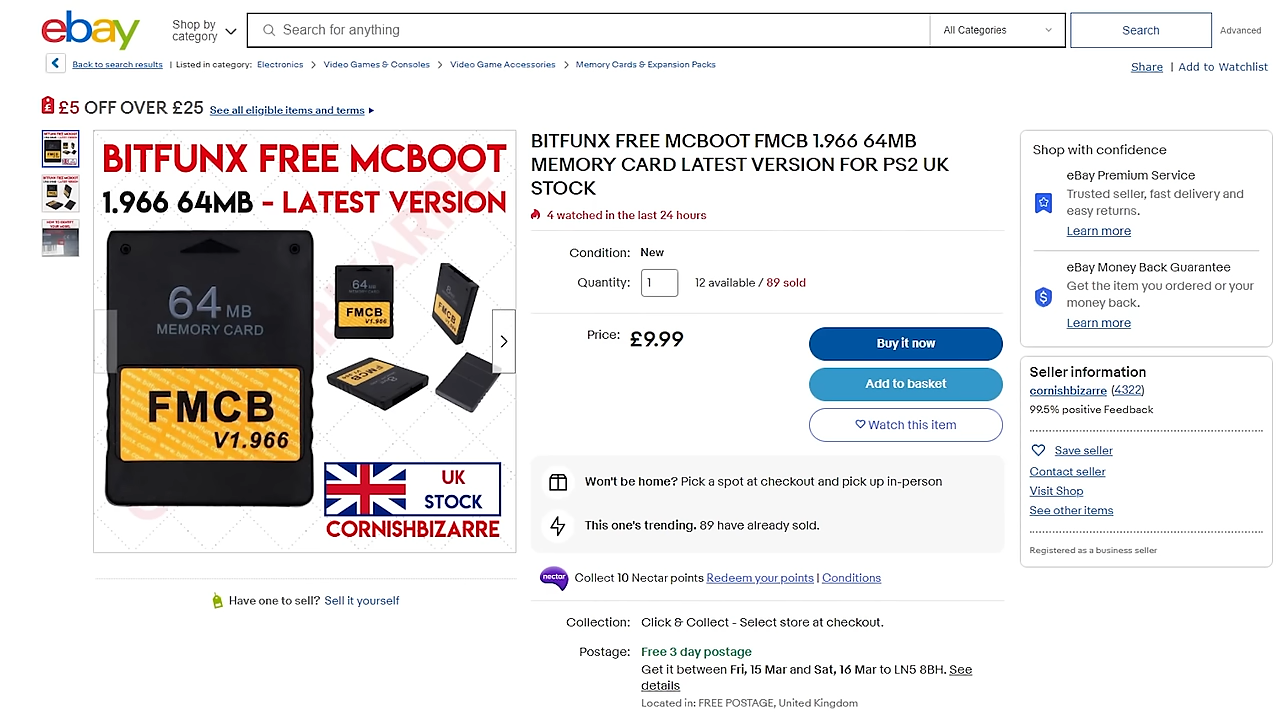 ebay
Shop by
category
Search for anything
All Categories
Search
Advanced
Back to search results | Listed in category: Electronics > Video Games & Consoles > Video Game Accessories > Memory Cards & Expansion Packs
Share | Add to Watchlist
£5 OFF OVER £25 See all eligible items and terms ▸
BITFUNX FREE MCBOOT
1.966 64MB - LATEST VERSION
64 MB
MEMORY CARD
FMCB
V1.966
64 MB
MEMORY CARD
FMCB
V1.966
FMCB
FMCB
UK
STOCK
CORNISHBIZARRE
Have one to sell? Sell it yourself
BITFUNX FREE MCBOOT FMCB 1.966 64MB
MEMORY CARD LATEST VERSION FOR PS2 UK
STOCK
4 watched in the last 24 hours
Condition: New
Quantity: 1 12 available / 89 sold
Price: £9.99
Buy it now
Add to basket
Watch this item
Won't be home? Pick a spot at checkout and pick up in-person
This one's trending. 89 have already sold.
nectar Collect 10 Nectar points Redeem your points | Conditions
Collection: Click & Collect - Select store at checkout.
Postage: Free 3 day postage
Get it between Fri, 15 Mar and Sat, 16 Mar to LN5 8BH. See
details
Located in: FREE POSTAGE, United Kingdom
Shop with confidence
eBay Premium Service
Trusted seller, fast delivery and
easy returns.
Learn more
eBay Money Back Guarantee
Get the item you ordered or your
money back.
Learn more
Seller information
cornishbizarre (4322)
99.5% positive Feedback
Save seller
Contact seller
Visit Shop
See other items
Registered as a business seller